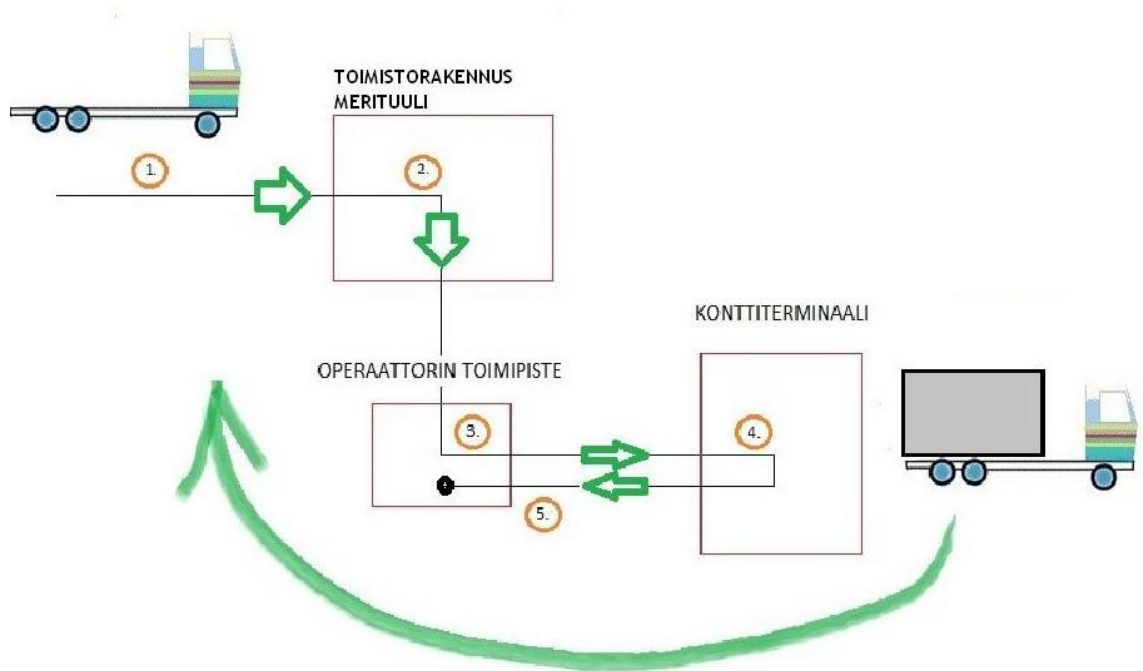 TOIMISTORAKENNUS
MERITUULI
1.
2.
KONTTITERMINAALI
OPERAATTORIN TOIMIPISTE
3.
4.
5.